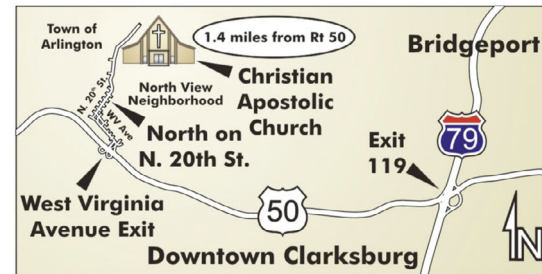 Town of
Arlington
1.4 miles from Rt 50
Bridgeport
Christian
Apostolic
Church
North View
Neighborhood
N. 20th St.
WV Ave
North on
N. 20th St.
Exit
119
79
West Virginia
Avenue Exit
50
Downtown Clarksburg
N